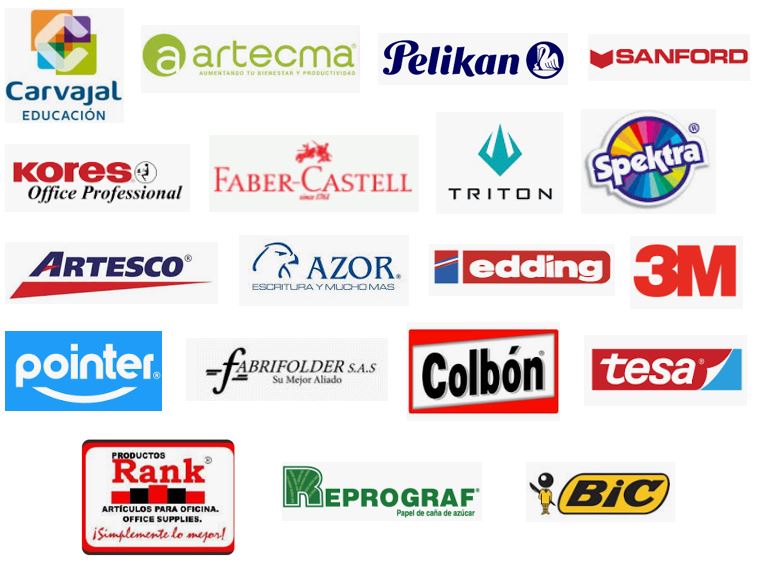 Carvajal
EDUCACIÓN
a artecma®
AUMENTANDO TU BIENESTAR Y PRODUCTIVIDAD
Pelikan
SANFORD
KORES
Office Professional
FABER-CASTELL
since 1761
TRITON
Spektra®
ARTESCO®
AZOR®
ESCRITURA Y MUCHO MAS
edding
3M
pointer®
fABRIFOLDER S.A.S
Su Mejor Aliado
Colbón®
tesa®
PRODUCTOS
Rank®
ARTÍCULOS PARA OFICINA.
OFFICE SUPPLIES.
¡Simplemente lo mejor!
REPROGRAF®
Papel de caña de azúcar
BiC